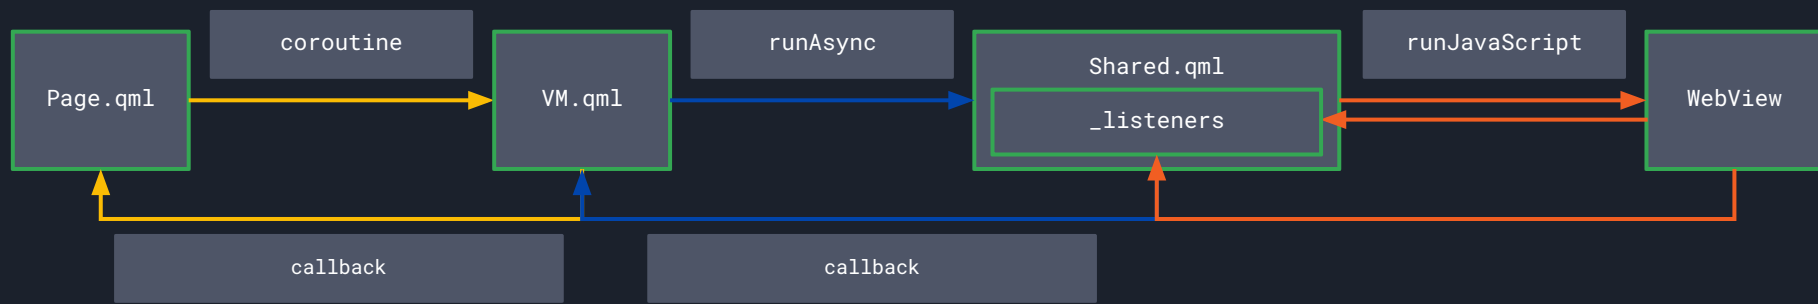 coroutine
runAsync
runJavaScript
Page.qml
VM.qml
Shared.qml
_listeners
WebView
callback
callback